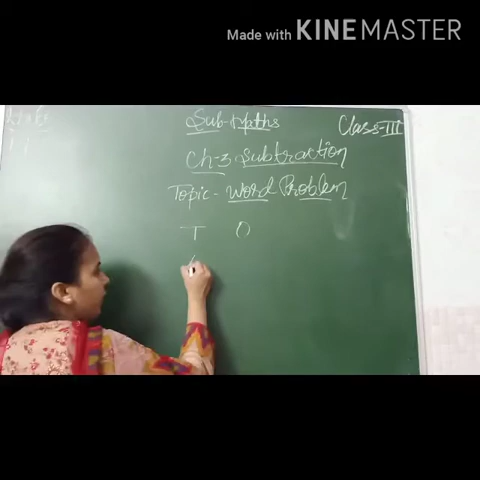 Made with KINEMASTER
Sub-Maths
Class-III
Ch-3 Subtraction
Topic - Word Problem
T O